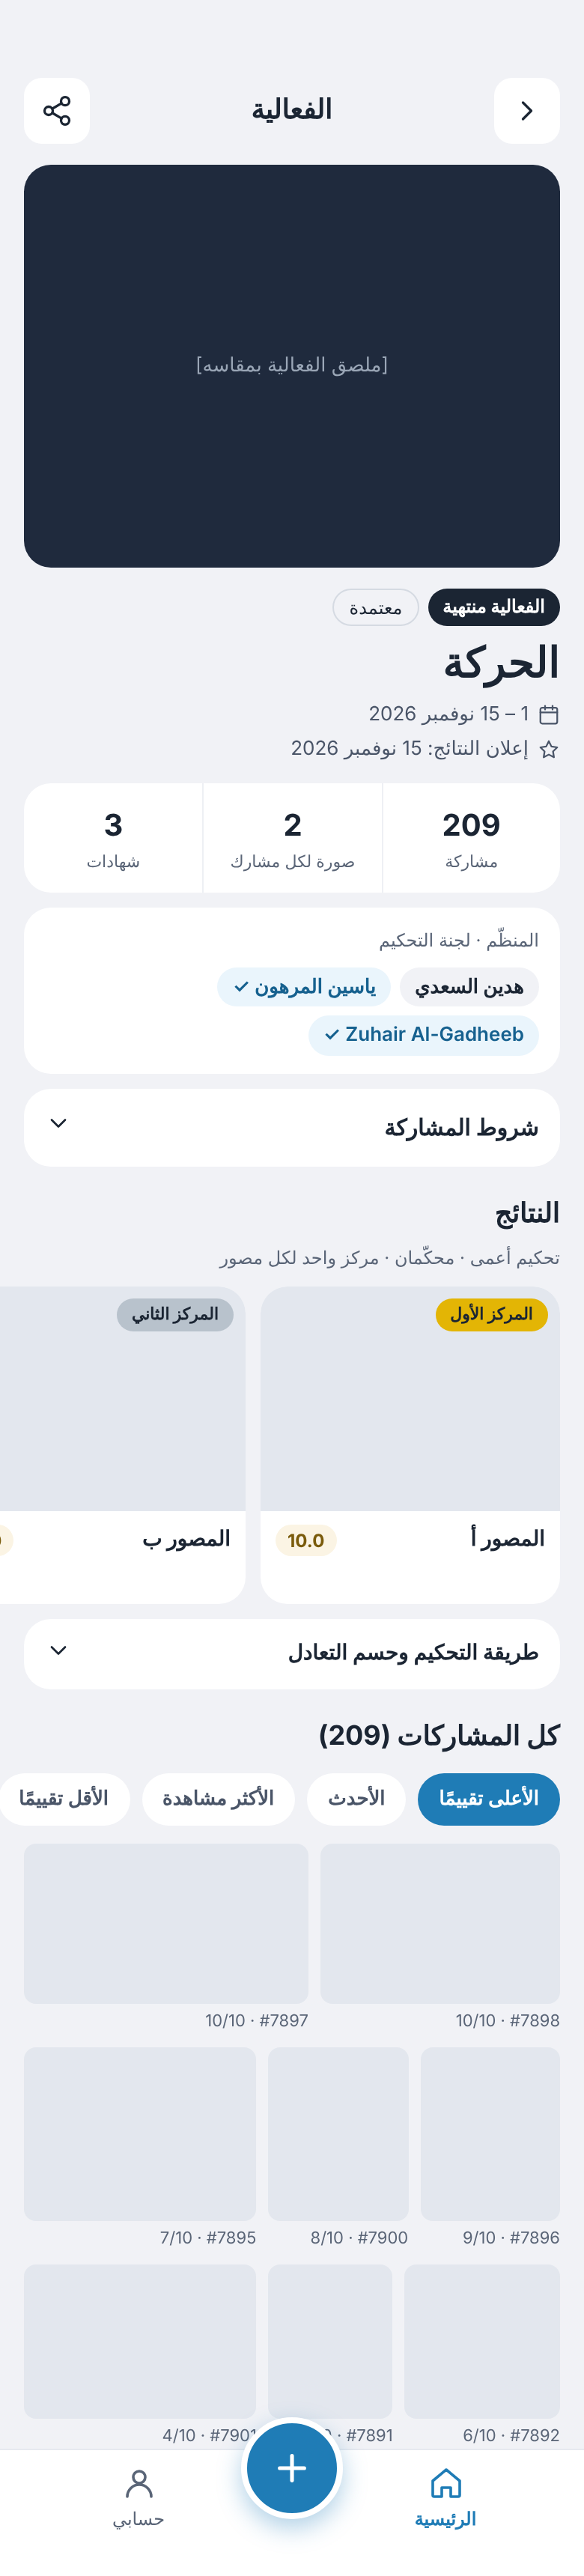 الفعالية
[ملصق الفعالية بمقاسه]
الفعالية منتهية معتمدة
الحركة
1 – 15 نوفمبر 2026
إعلان النتائج: 15 نوفمبر 2026
209 2 3
مشاركة صورة لكل مشارك شهادات
المنظّم · لجنة التحكيم
هدين السعدي ياسين المرهون ✓
Zuhair Al-Gadheeb ✓
شروط المشاركة
النتائج
تحكيم أعمى · محكّمان · مركز واحد لكل مصور
المركز الأول المركز الثاني
المصور أ 10.0 المصور ب
طريقة التحكيم وحسم التعادل
كل المشاركات (209)
الأعلى تقييمًا الأحدث الأكثر مشاهدة الأقل تقييمًا
10/10 · #7898 10/10 · #7897
9/10 · #7896 8/10 · #7900 7/10 · #7895
6/10 · #7892 · #7891 4/10 · #7901
الرئيسية حسابي